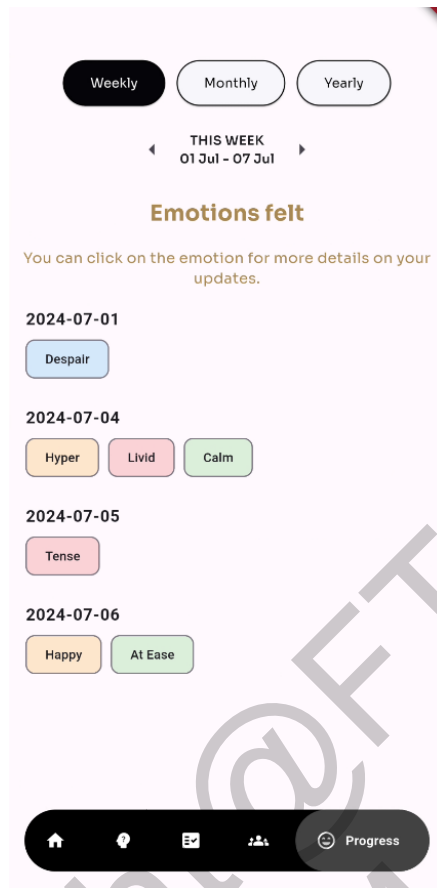 Weekly Monthly Yearly
THIS WEEK
01 Jul - 07 Jul
Emotions felt
You can click on the emotion for more details on your
updates.
2024-07-01
Despair
2024-07-04
Hyper Livid Calm
2024-07-05
Tense
2024-07-06
Happy At Ease
Progress